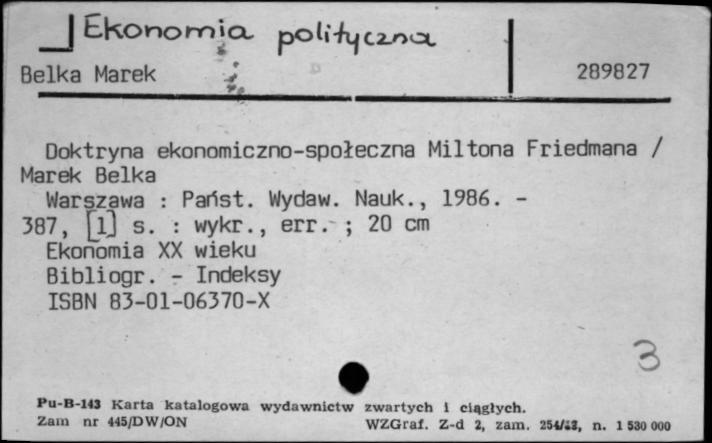 Ekonomia polityczna
Belka Marek 289827
Doktryna ekonomiczno-społeczna Miltona Friedmana /
Marek Belka
Warszawa : Państ. Wydaw. Nauk., 1986. -
387, [1] s. : wykr., err. ; 20 cm
Ekonomia XX wieku
Bibliogr. - Indeksy
ISBN 83-01-06370-X
3
Pu-B-143 Karta katalogowa wydawnictw zwartych i ciągłych.
Zam nr 445/DW/ON WZGraf. Z-d 2, zam. n. 1 530 000